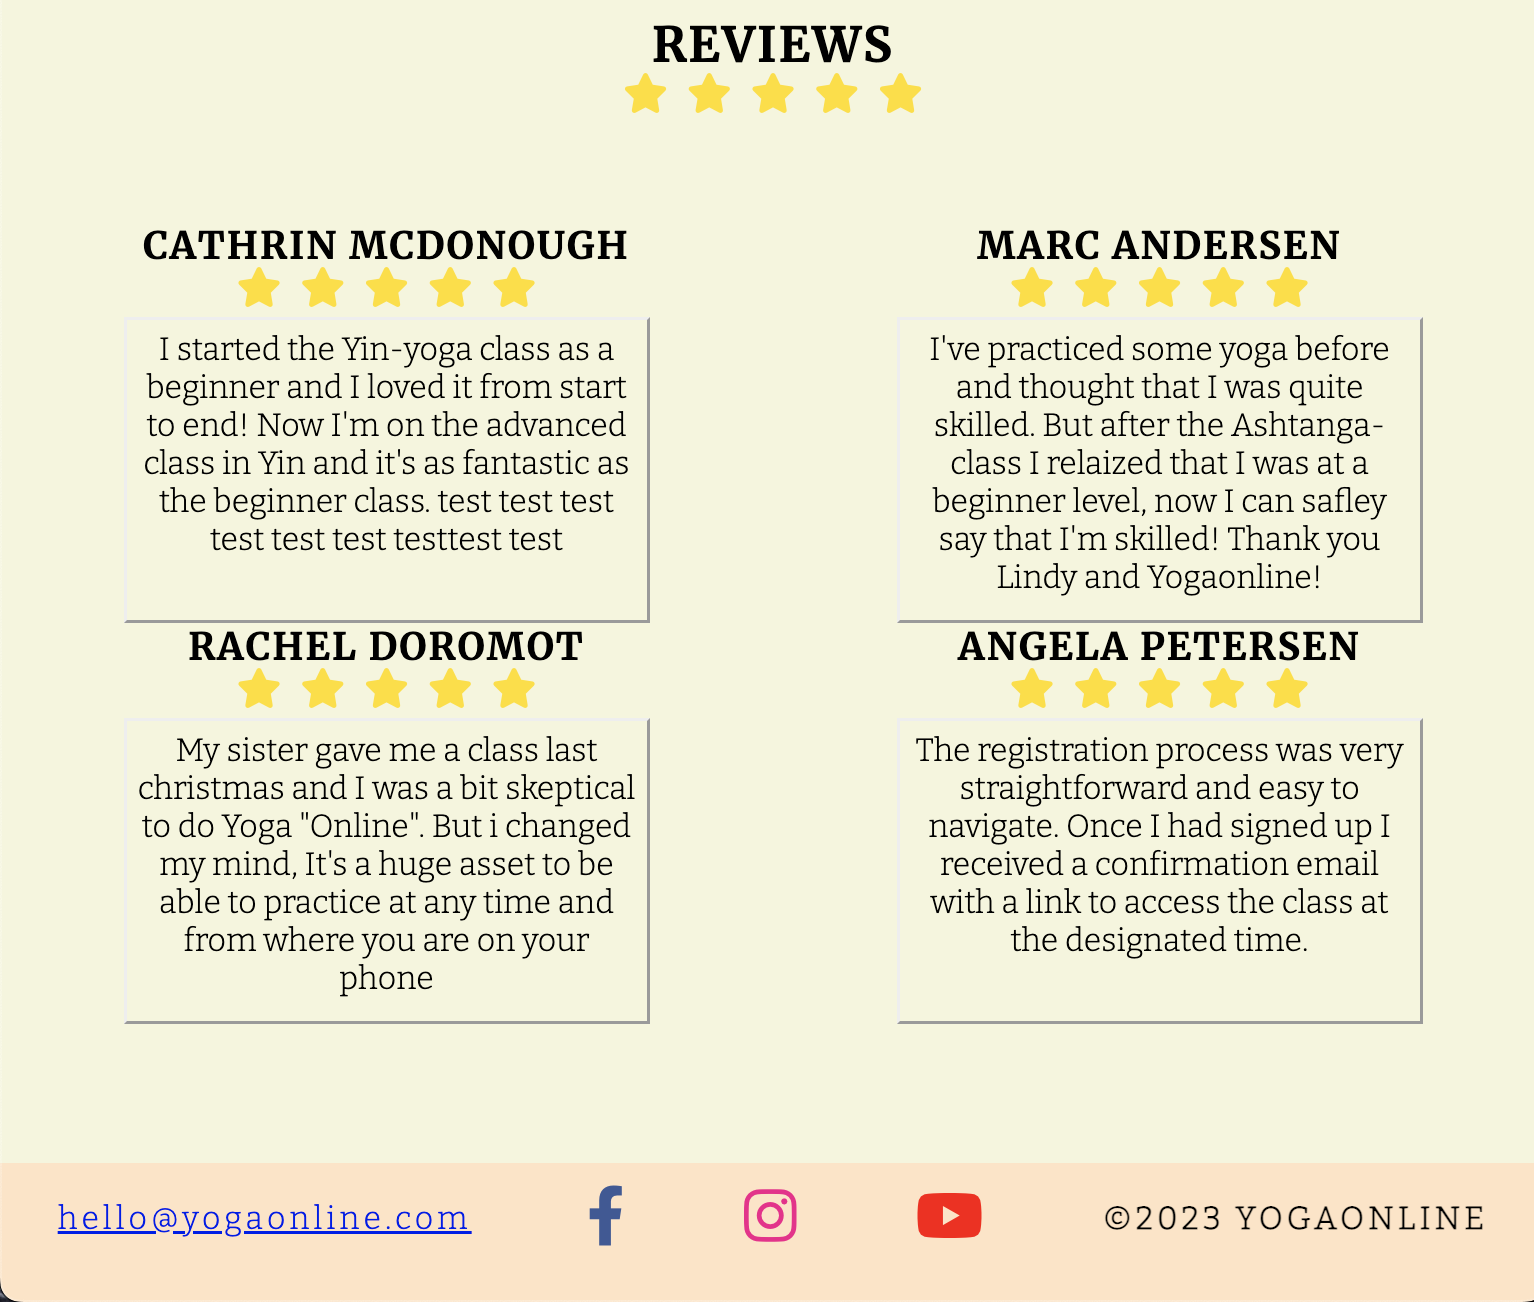 REVIEWS
CATHRIN MCDONOUGH
I started the Yin-yoga class as a
beginner and I loved it from start
to end! Now I'm on the advanced
class in Yin and it's as fantastic as
the beginner class. test test test
test test test testtest test
MARC ANDERSEN
I've practiced some yoga before
and thought that I was quite
skilled. But after the Ashtanga-
class I relaized that I was at a
beginner level, now I can safley
say that I'm skilled! Thank you
Lindy and Yogaonline!
RACHEL DOROMOT
My sister gave me a class last
christmas and I was a bit skeptical
to do Yoga "Online". But i changed
my mind, It's a huge asset to be
able to practice at any time and
from where you are on your
phone
ANGELA PETERSEN
The registration process was very
straightforward and easy to
navigate. Once I had signed up I
received a confirmation email
with a link to access the class at
the designated time.
hello@yogaonline.com
©2023 YOGAONLINE